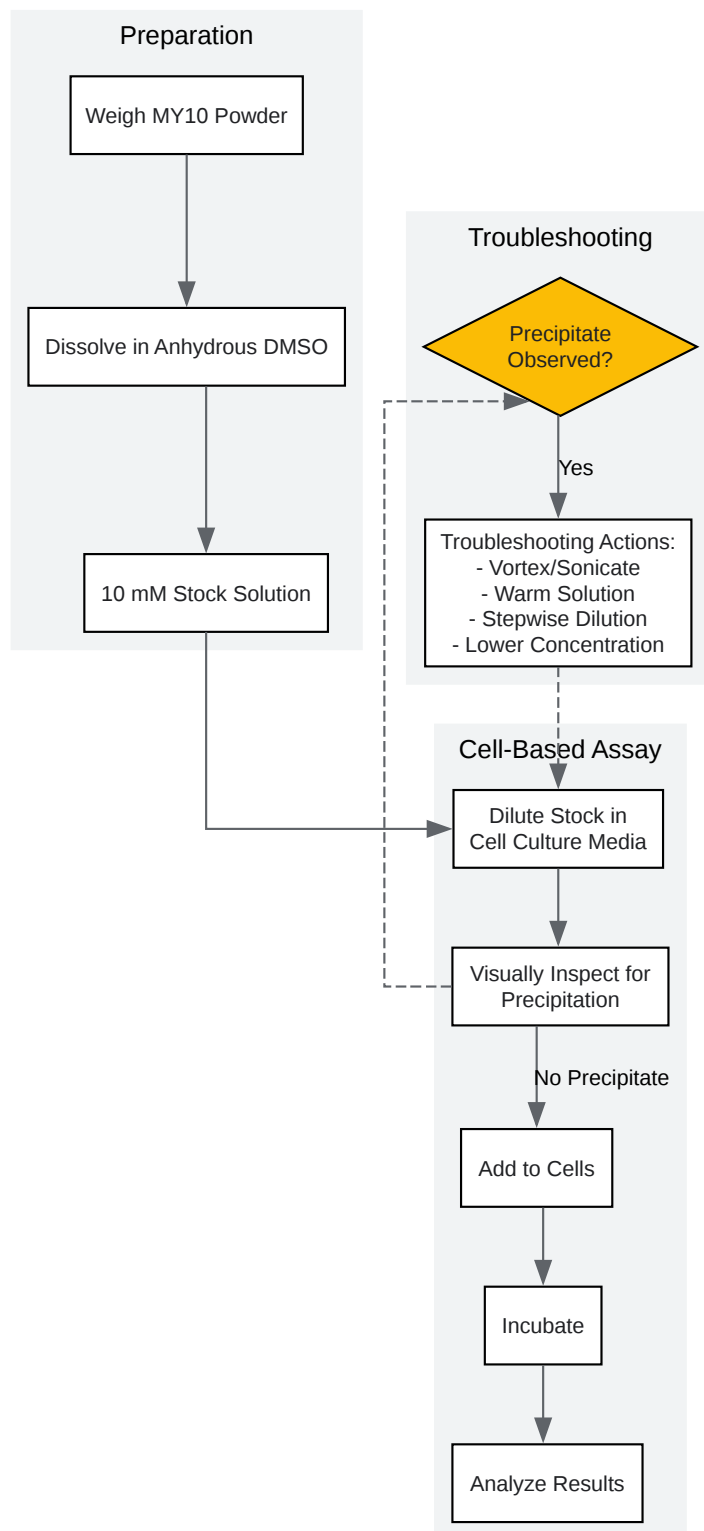 Preparation
Weigh MY10 Powder
Dissolve in Anhydrous DMSO
10 mM Stock Solution
Troubleshooting
Precipitate
Observed?
Yes
Troubleshooting Actions:
- Vortex/Sonicate
- Warm Solution
- Stepwise Dilution
- Lower Concentration
Cell-Based Assay
Dilute Stock in
Cell Culture Media
Visually Inspect for
Precipitation
No Precipitate
Add to Cells
Incubate
Analyze Results